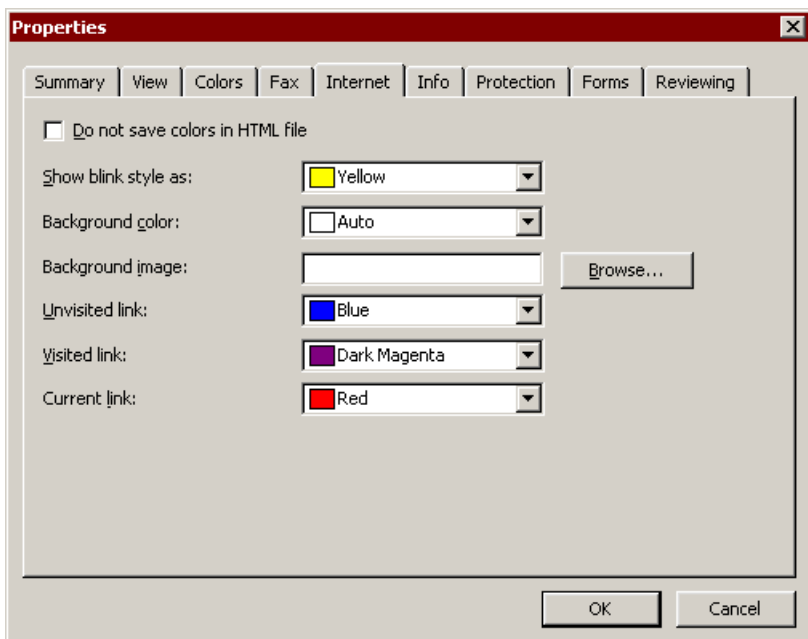 Properties
Summary View Colors Fax Internet Info Protection Forms Reviewing
Do not save colors in HTML file
Show blink style as: Yellow
Background color: Auto
Background image: Browse...
Unvisited link: Blue
Visited link: Dark Magenta
Current link: Red
OK Cancel